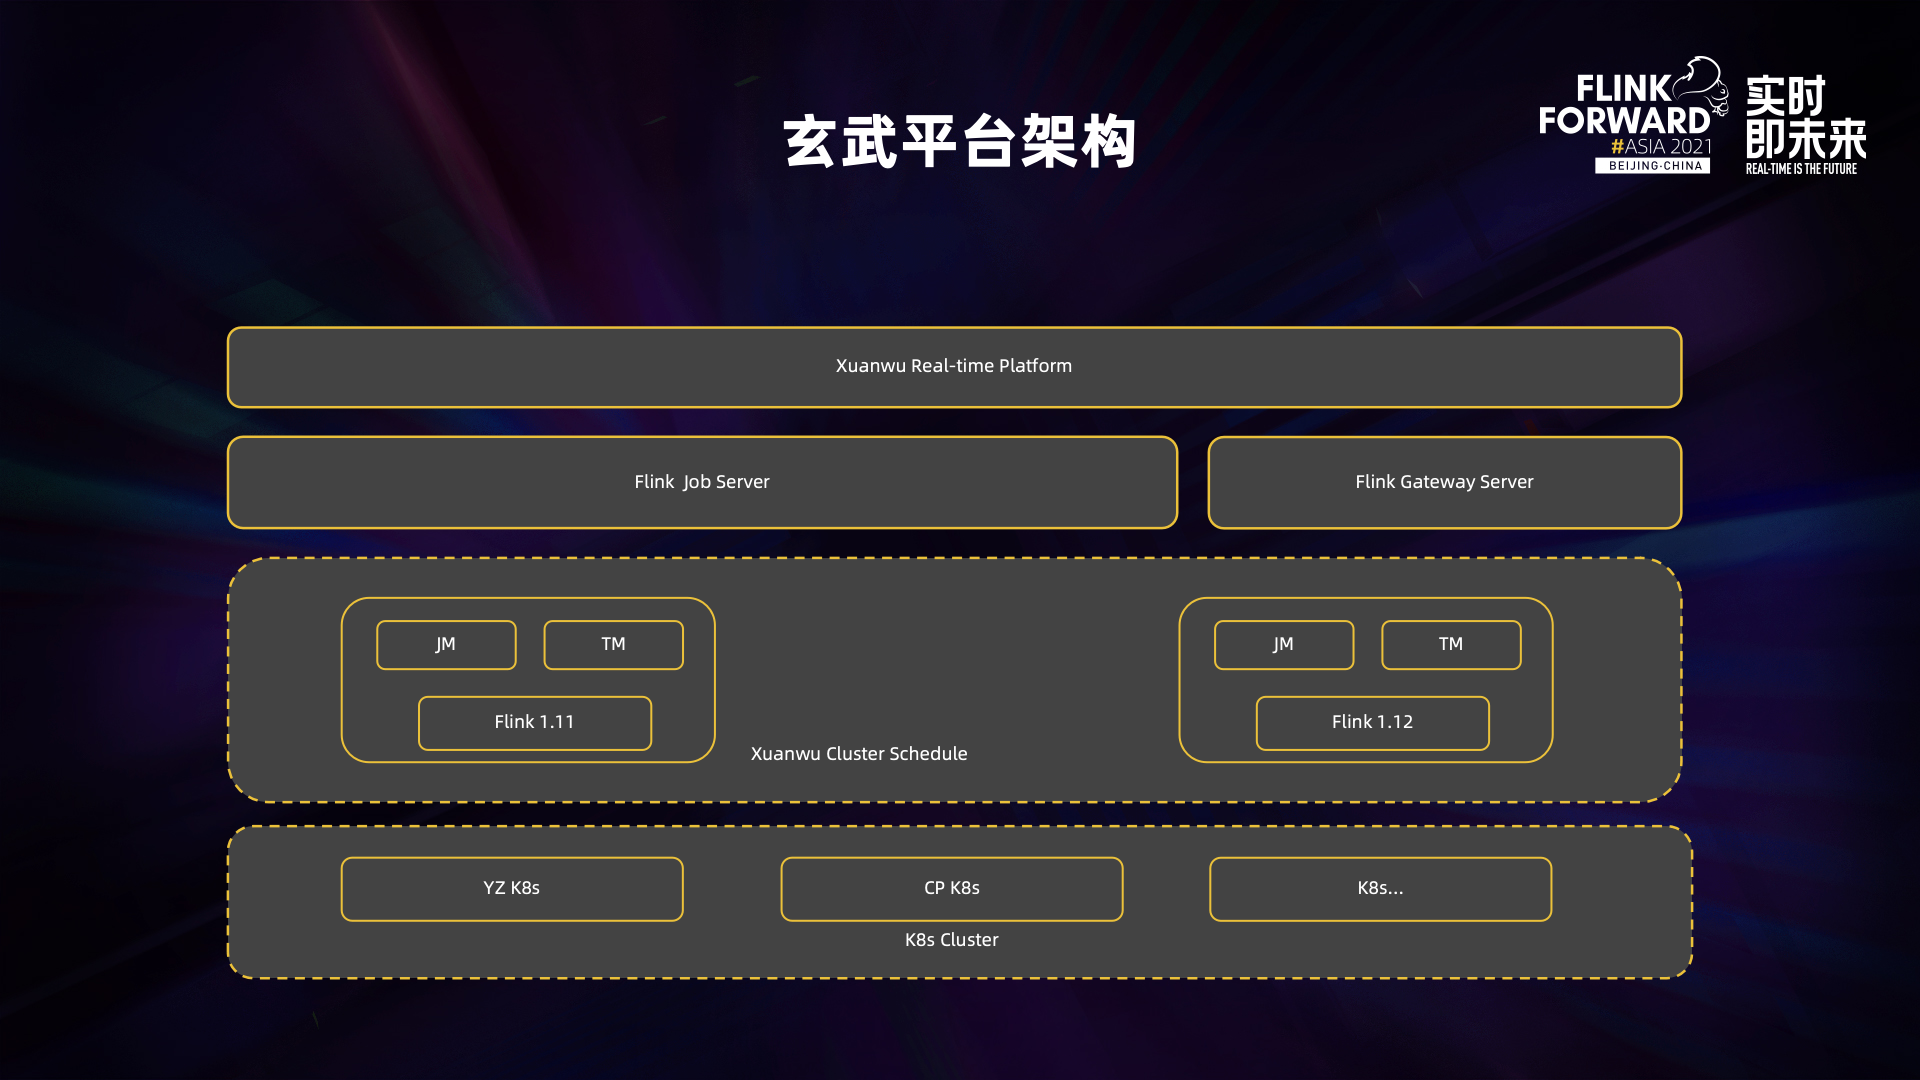 玄武平台架构
FLINK
FORWARD
#ASIA 2021
BEIJING·CHINA
实时
即未来
REAL-TIME IS THE FUTURE
Xuanwu Real-time Platform
Flink Job Server
Flink Gateway Server
JM
TM
Flink 1.11
Xuanwu Cluster Schedule
JM
TM
Flink 1.12
YZ K8s
CP K8s
K8s...
K8s Cluster